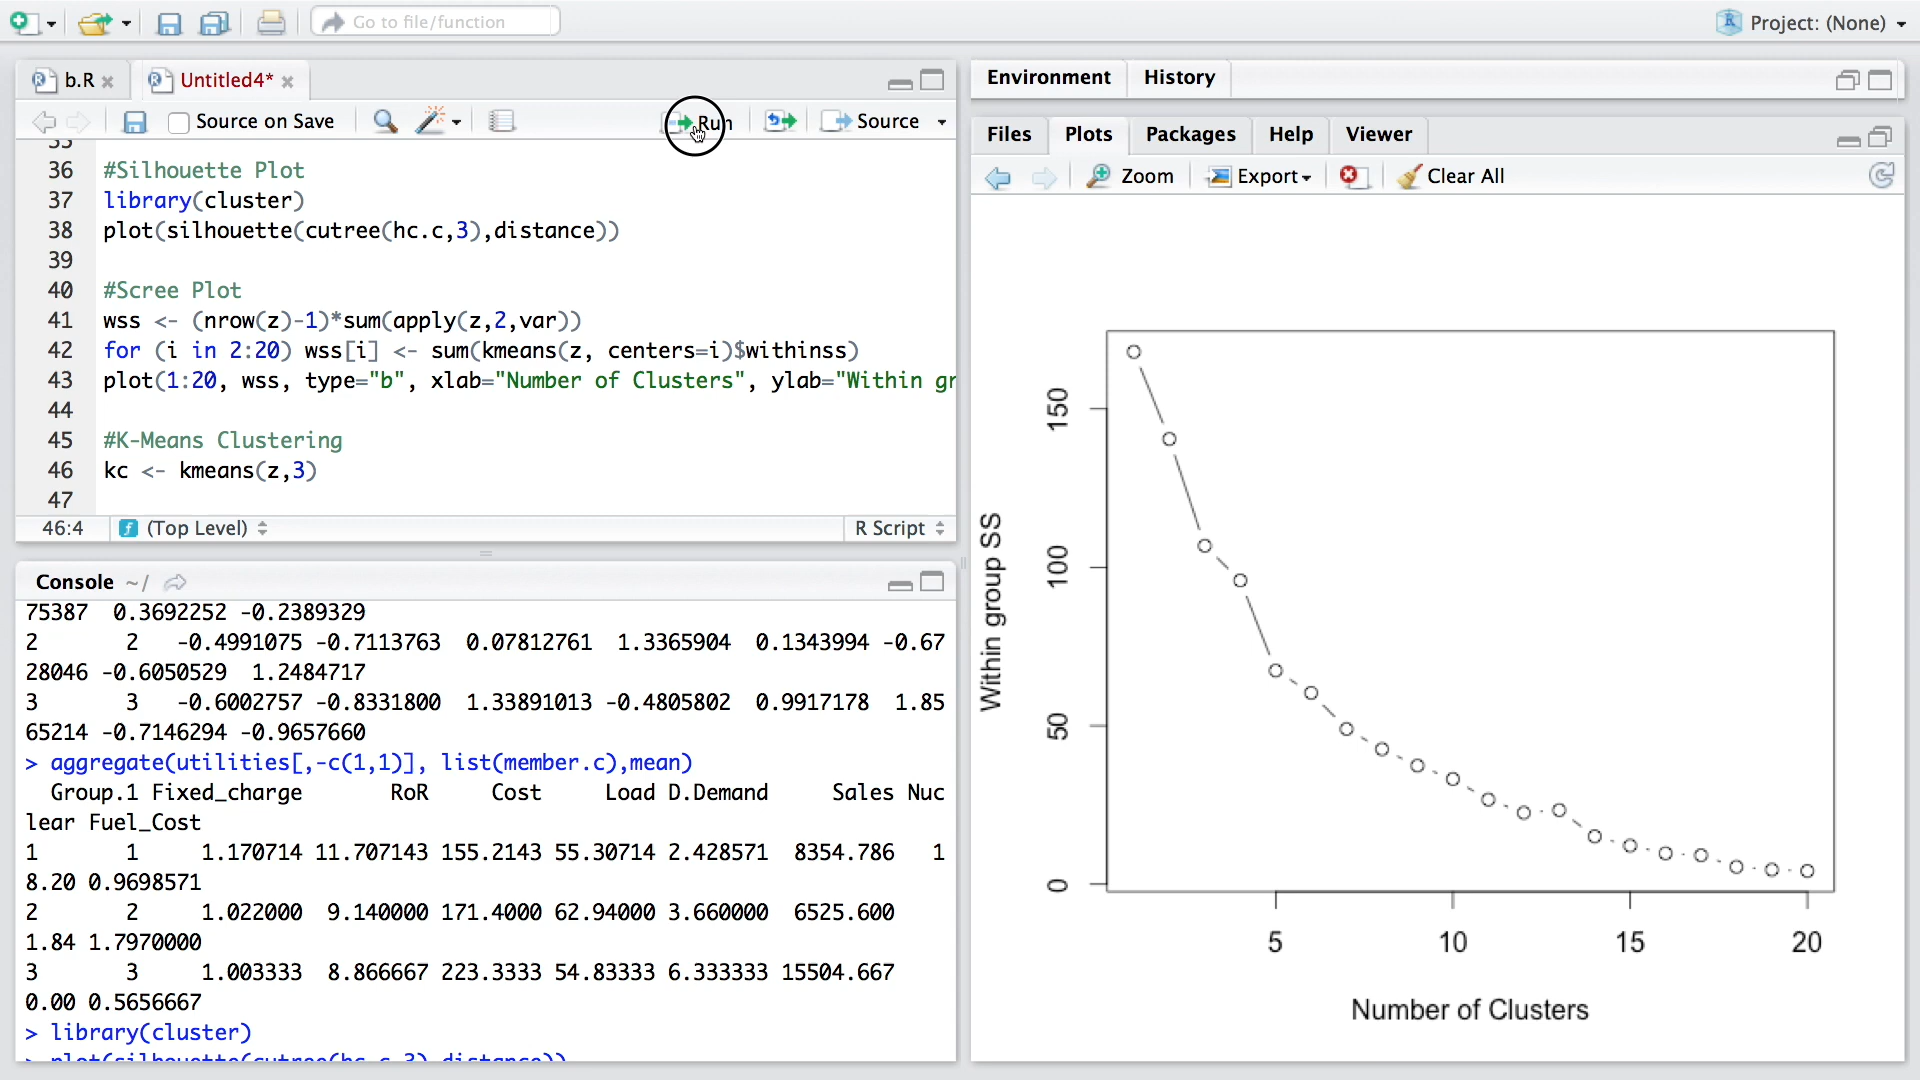 Go to file/function
Project: (None)
b.R
Untitled4*
Source on Save
Run
Source
35
36 #Silhouette Plot
37 library(cluster)
38 plot(silhouette(cutree(hc.c,3),distance))
39
40 #Scree Plot
41 wss <- (nrow(z)-1)*sum(apply(z,2,var))
42 for (i in 2:20) wss[i] <- sum(kmeans(z, centers=i)$withinss)
43 plot(1:20, wss, type="b", xlab="Number of Clusters", ylab="Within gr
44
45 #K-Means Clustering
46 kc <- kmeans(z,3)
47
46:4 (Top Level) R Script
Console ~/
75387 0.3692252 -0.2389329
2 2 -0.4991075 -0.7113763 0.07812761 1.3365904 0.1343994 -0.67
28046 -0.6050529 1.2484717
3 3 -0.6002757 -0.8331800 1.33891013 -0.4805802 0.9917178 1.85
65214 -0.7146294 -0.9657660
> aggregate(utilities[,-c(1,1)], list(member.c),mean)
Group.1 Fixed_charge RoR Cost Load D.Demand Sales Nuc
lear Fuel_Cost
1 1 1.170714 11.707143 155.2143 55.30714 2.428571 8354.786 1
8.20 0.9698571
2 2 1.022000 9.140000 171.4000 62.94000 3.660000 6525.600
1.84 1.7970000
3 3 1.003333 8.866667 223.3333 54.83333 6.333333 15504.667
0.00 0.5656667
> library(cluster)
> plot(silhouette(cutree(hc.c,3),distance))
Environment History
Files Plots Packages Help Viewer
Zoom Export Clear All
Within group SS
150
100
50
0
5 10 15 20
Number of Clusters